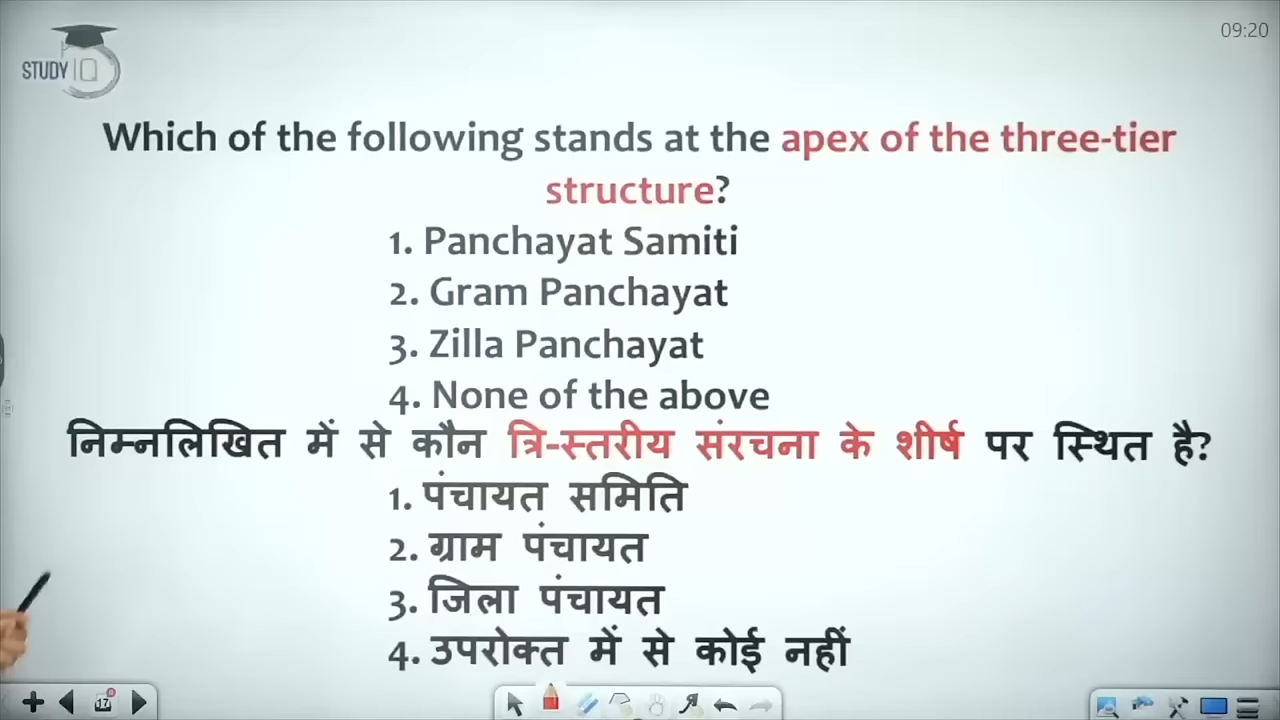 STUDY IQ
09:20
Which of the following stands at the apex of the three-tier
structure?
1. Panchayat Samiti
2. Gram Panchayat
3. Zilla Panchayat
4. None of the above
निम्नलिखित में से कौन त्रि-स्तरीय संरचना के शीर्ष पर स्थित है?
1. पंचायत समिति
2. ग्राम पंचायत
3. जिला पंचायत
4. उपरोक्त में से कोई नहीं
17